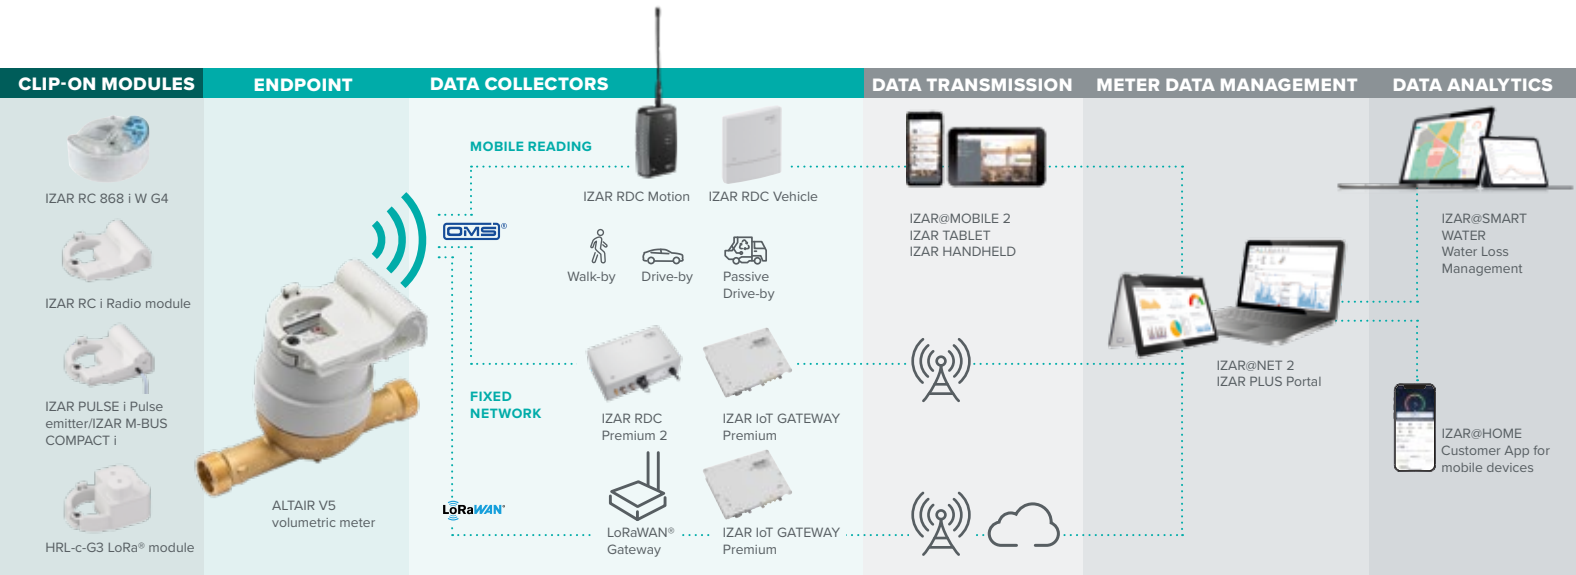 CLIP-ON MODULES
ENDPOINT
DATA COLLECTORS
DATA TRANSMISSION
METER DATA MANAGEMENT
DATA ANALYTICS
IZAR RC 868 i W G4
IZAR RC i Radio module
IZAR PULSE i Pulse
emitter/IZAR M-BUS
COMPACT i
HRL-c-G3 LoRa® module
ALTAIR V5
volumetric meter
OMS®
LoRaWAN®
MOBILE READING
IZAR RDC Motion
IZAR RDC Vehicle
Walk-by
Drive-by
Passive
Drive-by
FIXED
NETWORK
IZAR RDC
Premium 2
IZAR IoT GATEWAY
Premium
LoRaWAN®
Gateway
IZAR IoT GATEWAY
Premium
IZAR@MOBILE 2
IZAR TABLET
IZAR HANDHELD
IZAR@NET 2
IZAR PLUS Portal
IZAR@SMART
WATER
Water Loss
Management
IZAR@HOME
Customer App for
mobile devices